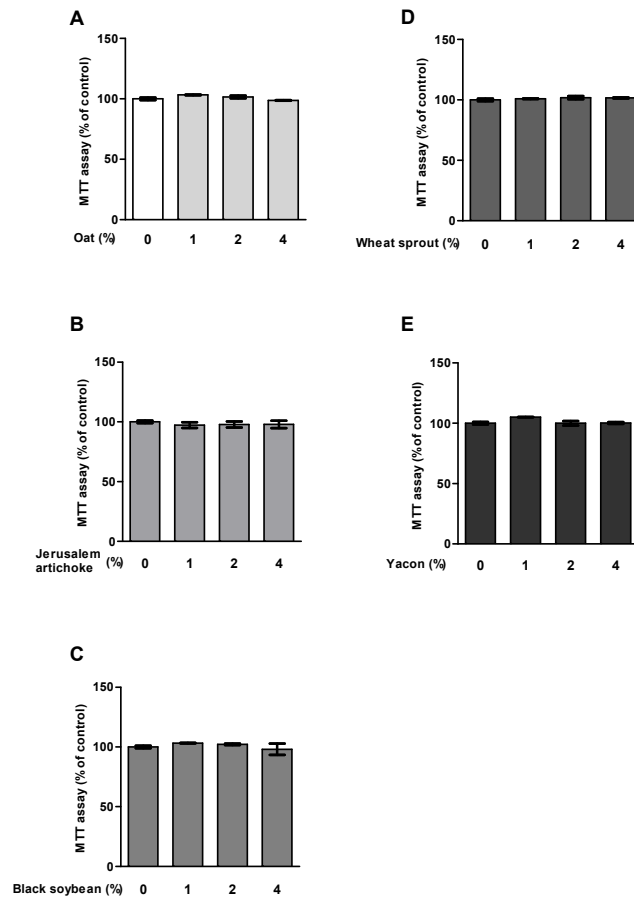 A
MTT assay (% of control)
150
100
50
0
Oat (%) 0 1 2 4
B
MTT assay (% of control)
150
100
50
0
Jerusalem
artichoke (%) 0 1 2 4
C
MTT assay (% of control)
150
100
50
0
Black soybean (%) 0 1 2 4
D
MTT assay (% of control)
150
100
50
0
Wheat sprout (%) 0 1 2 4
E
MTT assay (% of control)
150
100
50
0
Yacon (%) 0 1 2 4